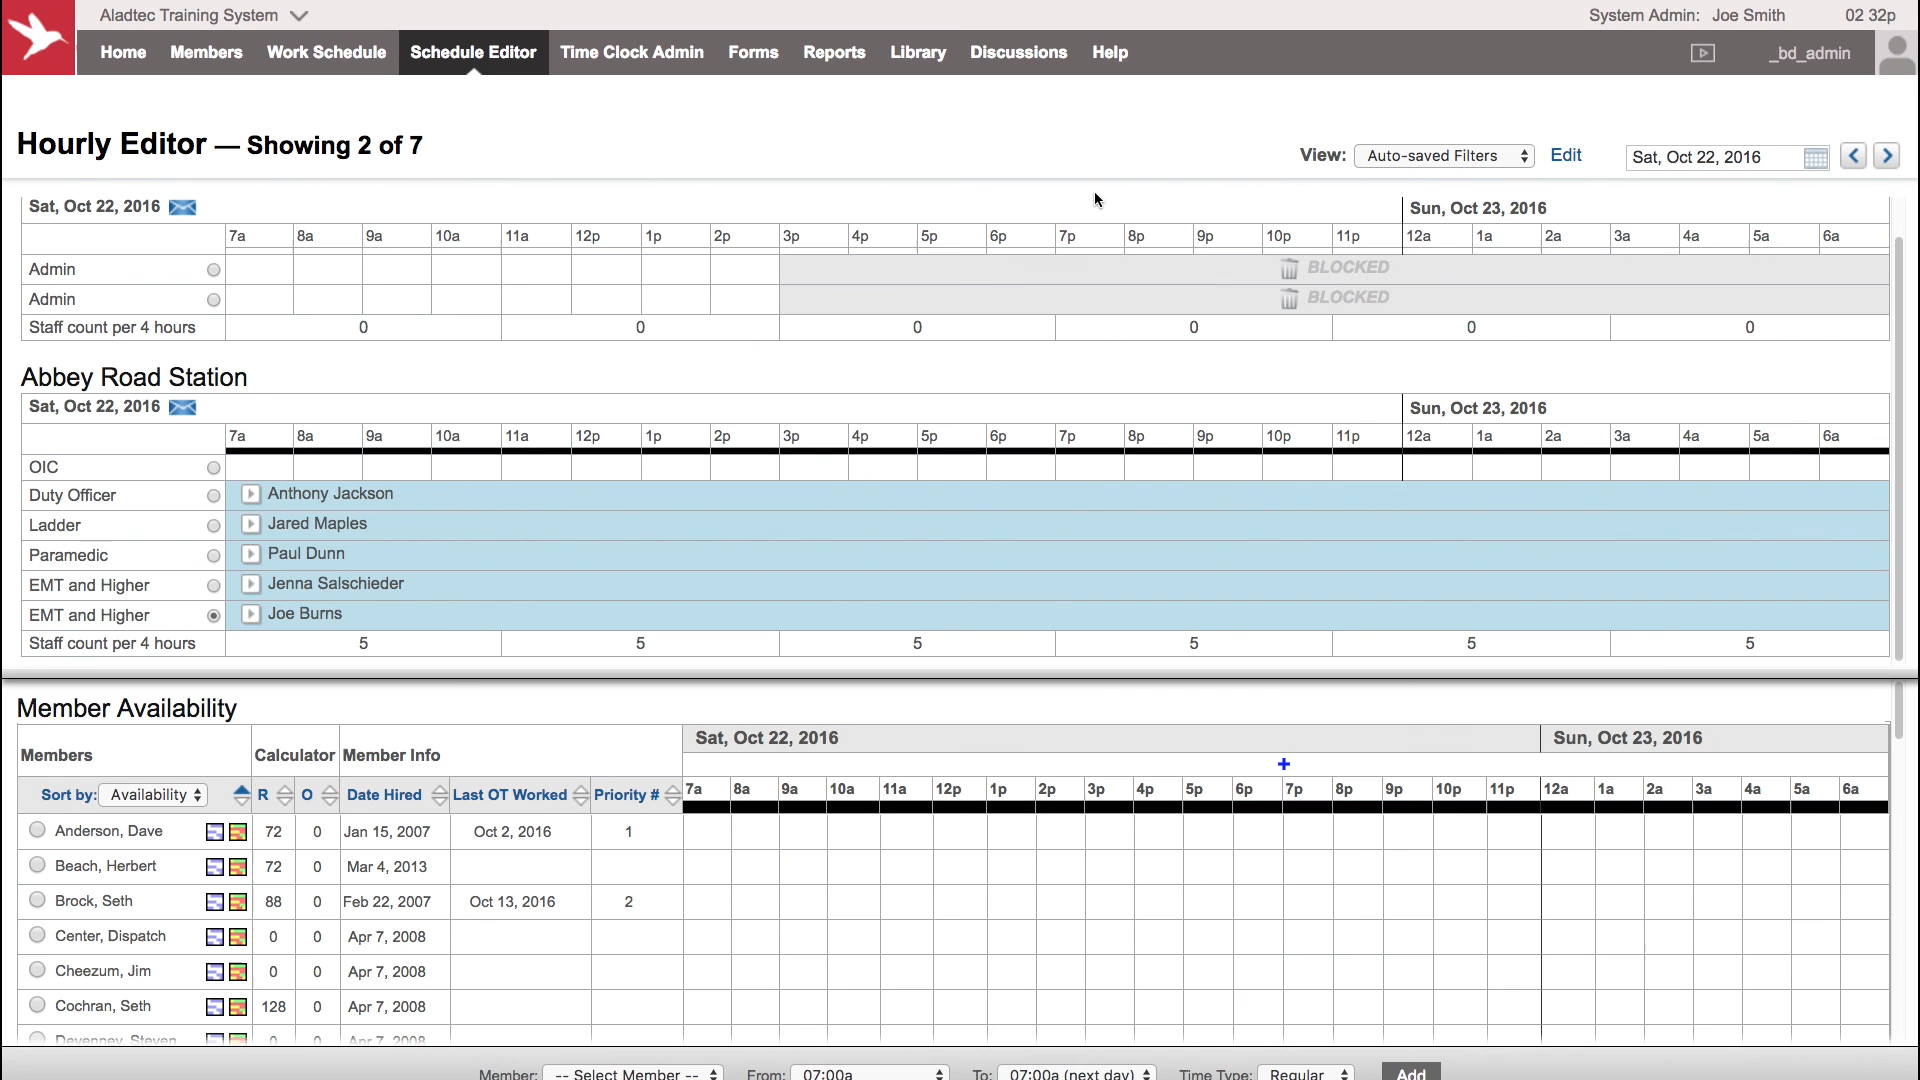 Aladtec Training System
System Admin: Joe Smith 02 32p
Home Members Work Schedule Schedule Editor Time Clock Admin Forms Reports Library Discussions Help _bd_admin
Hourly Editor — Showing 2 of 7
View: Auto-saved Filters Edit Sat, Oct 22, 2016
Sat, Oct 22, 2016 Sun, Oct 23, 2016
7a 8a 9a 10a 11a 12p 1p 2p 3p 4p 5p 6p 7p 8p 9p 10p 11p 12a 1a 2a 3a 4a 5a 6a
Admin BLOCKED
Admin BLOCKED
Staff count per 4 hours 0 0 0 0 0 0
Abbey Road Station
Sat, Oct 22, 2016 Sun, Oct 23, 2016
7a 8a 9a 10a 11a 12p 1p 2p 3p 4p 5p 6p 7p 8p 9p 10p 11p 12a 1a 2a 3a 4a 5a 6a
OIC
Duty Officer Anthony Jackson
Ladder Jared Maples
Paramedic Paul Dunn
EMT and Higher Jenna Salschieder
EMT and Higher Joe Burns
Staff count per 4 hours 5 5 5 5 5 5
Member Availability
Members Calculator Member Info Sat, Oct 22, 2016 Sun, Oct 23, 2016
+
Sort by: Availability R O Date Hired Last OT Worked Priority # 7a 8a 9a 10a 11a 12p 1p 2p 3p 4p 5p 6p 7p 8p 9p 10p 11p 12a 1a 2a 3a 4a 5a 6a
Anderson, Dave 72 0 Jan 15, 2007 Oct 2, 2016 1
Beach, Herbert 72 0 Mar 4, 2013
Brock, Seth 88 0 Feb 22, 2007 Oct 13, 2016 2
Center, Dispatch 0 0 Apr 7, 2008
Cheezum, Jim 0 0 Apr 7, 2008
Cochran, Seth 128 0 Apr 7, 2008
Devenney, Steven 0 0 Apr 7, 2008
Member: -- Select Member -- From: 07:00a To: 07:00a (next day) Time Type: Regular Add